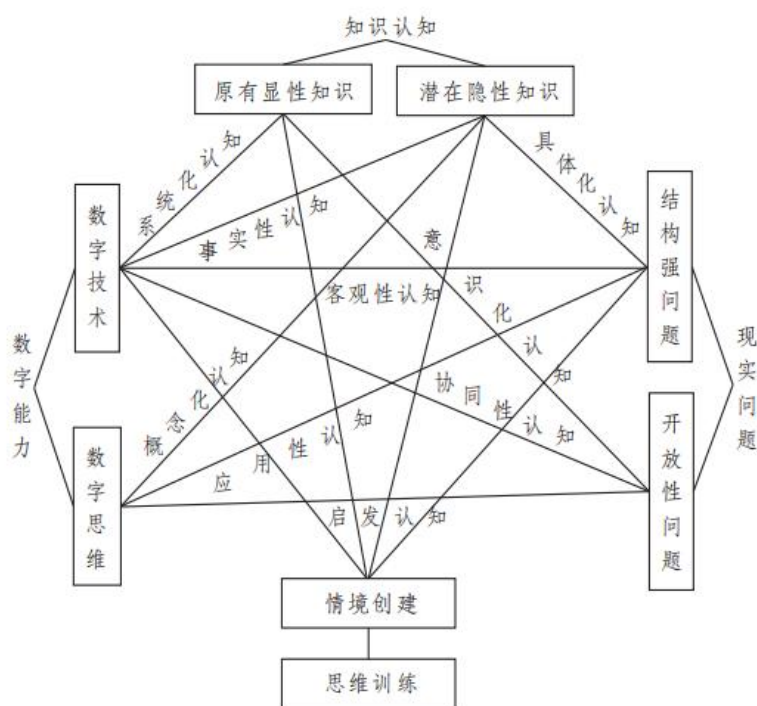 知识认知
原有显性知识
潜在隐性知识
系统化认知
具体化认知
数字技术
事实性认知
意识化认知
结构强问题
客观性认知
数字能力
现实问题
概念化认知
协同性认知
应用性认知
数字思维
开放性问题
启发认知
情境创建
思维训练